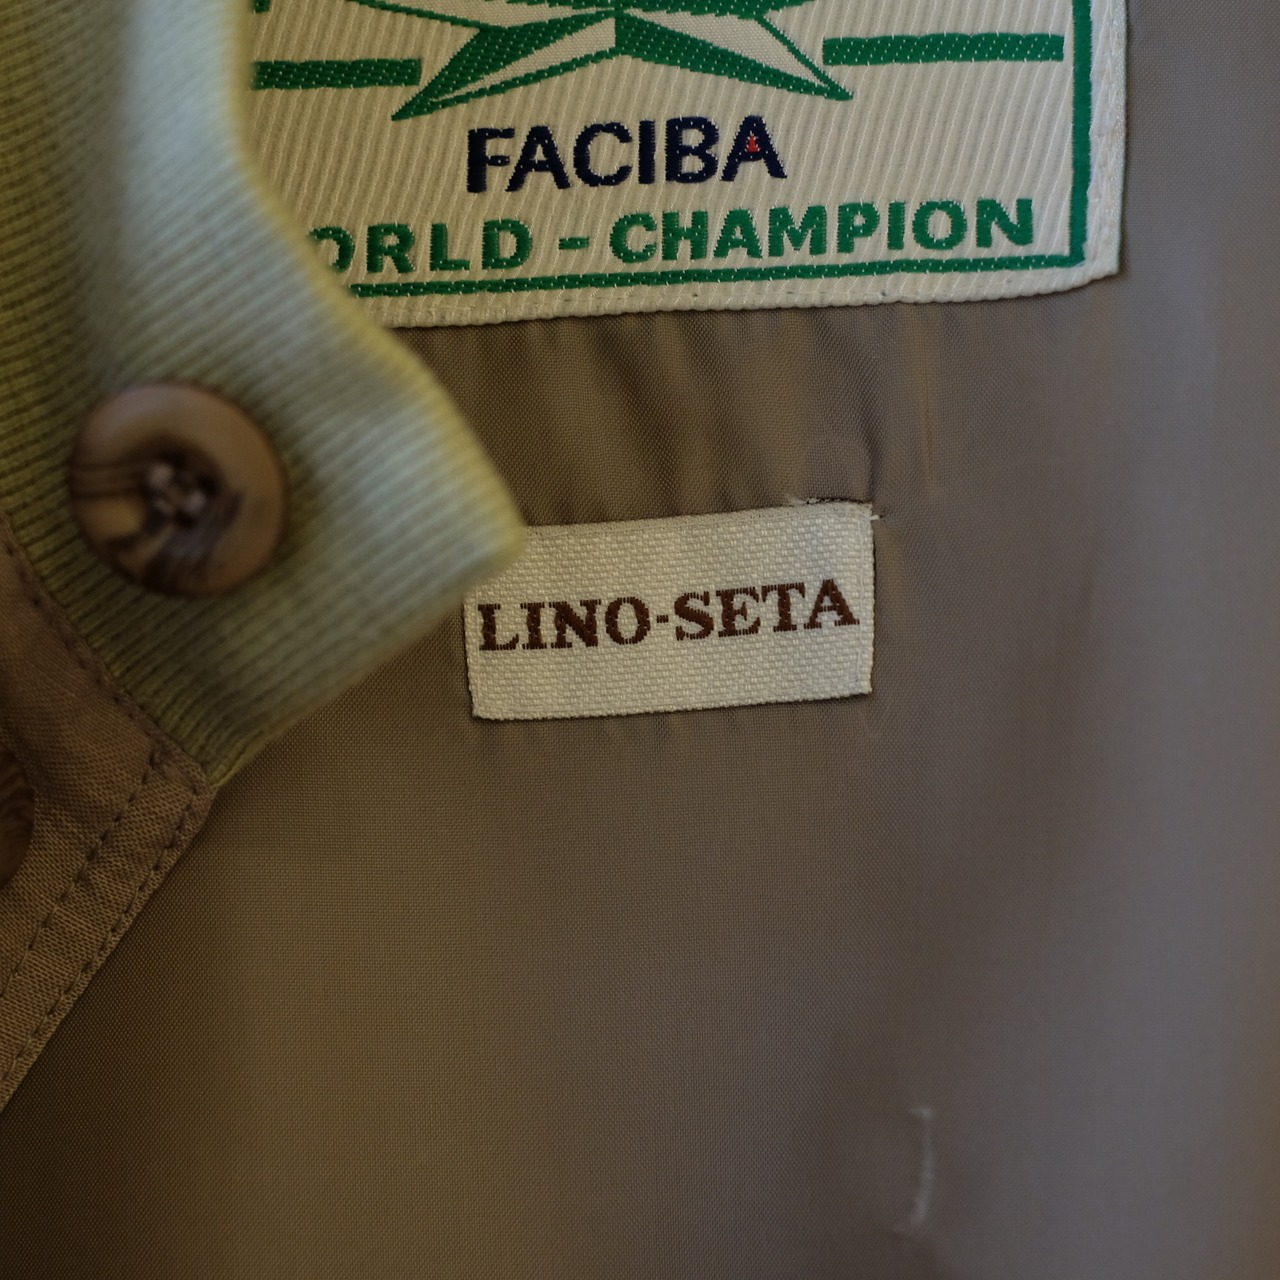 FACIBA
ORLD - CHAMPION
LINO-SETA